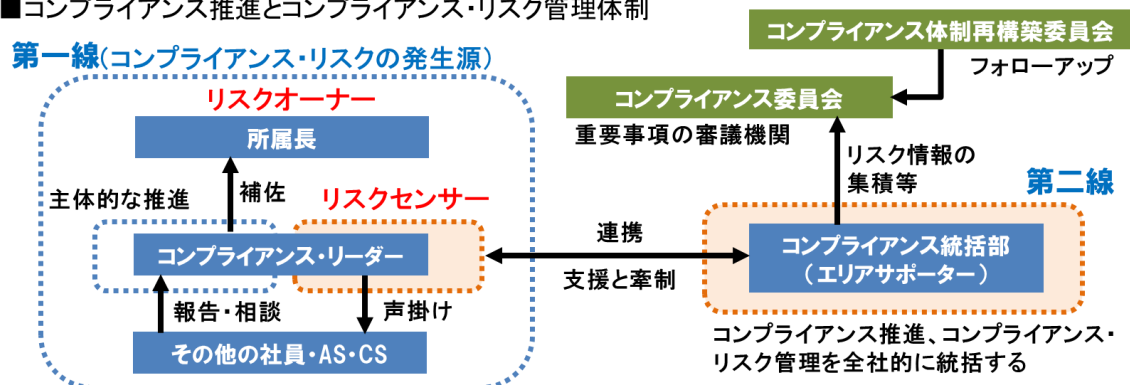 ■コンプライアンス推進とコンプライアンス・リスク管理体制
コンプライアンス体制再構築委員会
フォローアップ
第一線(コンプライアンス・リスクの発生源)
リスクオーナー
所属長
コンプライアンス委員会
重要事項の審議機関
リスク情報の
集積等
主体的な推進
補佐
リスクセンサー
第二線
コンプライアンス・リーダー
連携
支援と牽制
コンプライアンス統括部
(エリアサポーター)
報告・相談
声掛け
その他の社員・AS・CS
コンプライアンス推進、コンプライアンス・
リスク管理を全社的に統括する